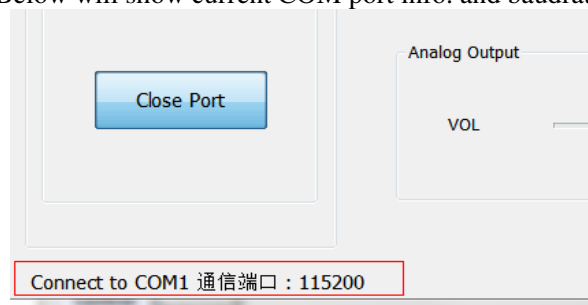 Below will show current COM port info. and baudrat
Analog Output
Close Port
VOL
Connect to COM1 通信端口：115200